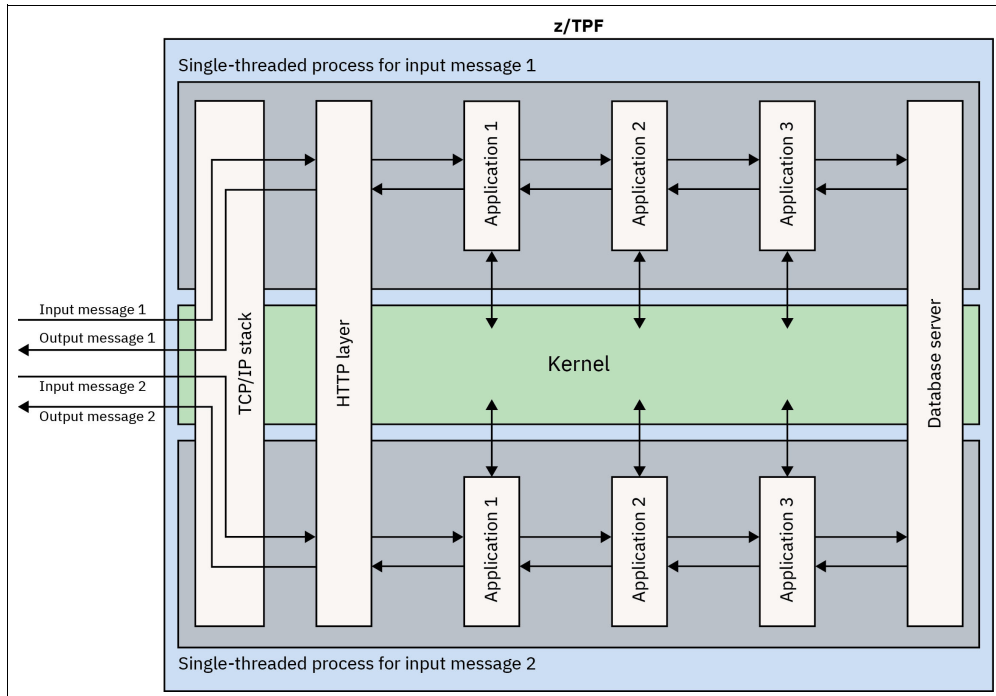 z/TPF
Single-threaded process for input message 1
Application 1
Application 2
Application 3
Input message 1
Output message 1
Input message 2
Output message 2
TCP/IP stack
HTTP layer
Kernel
Database server
Application 1
Application 2
Application 3
Single-threaded process for input message 2